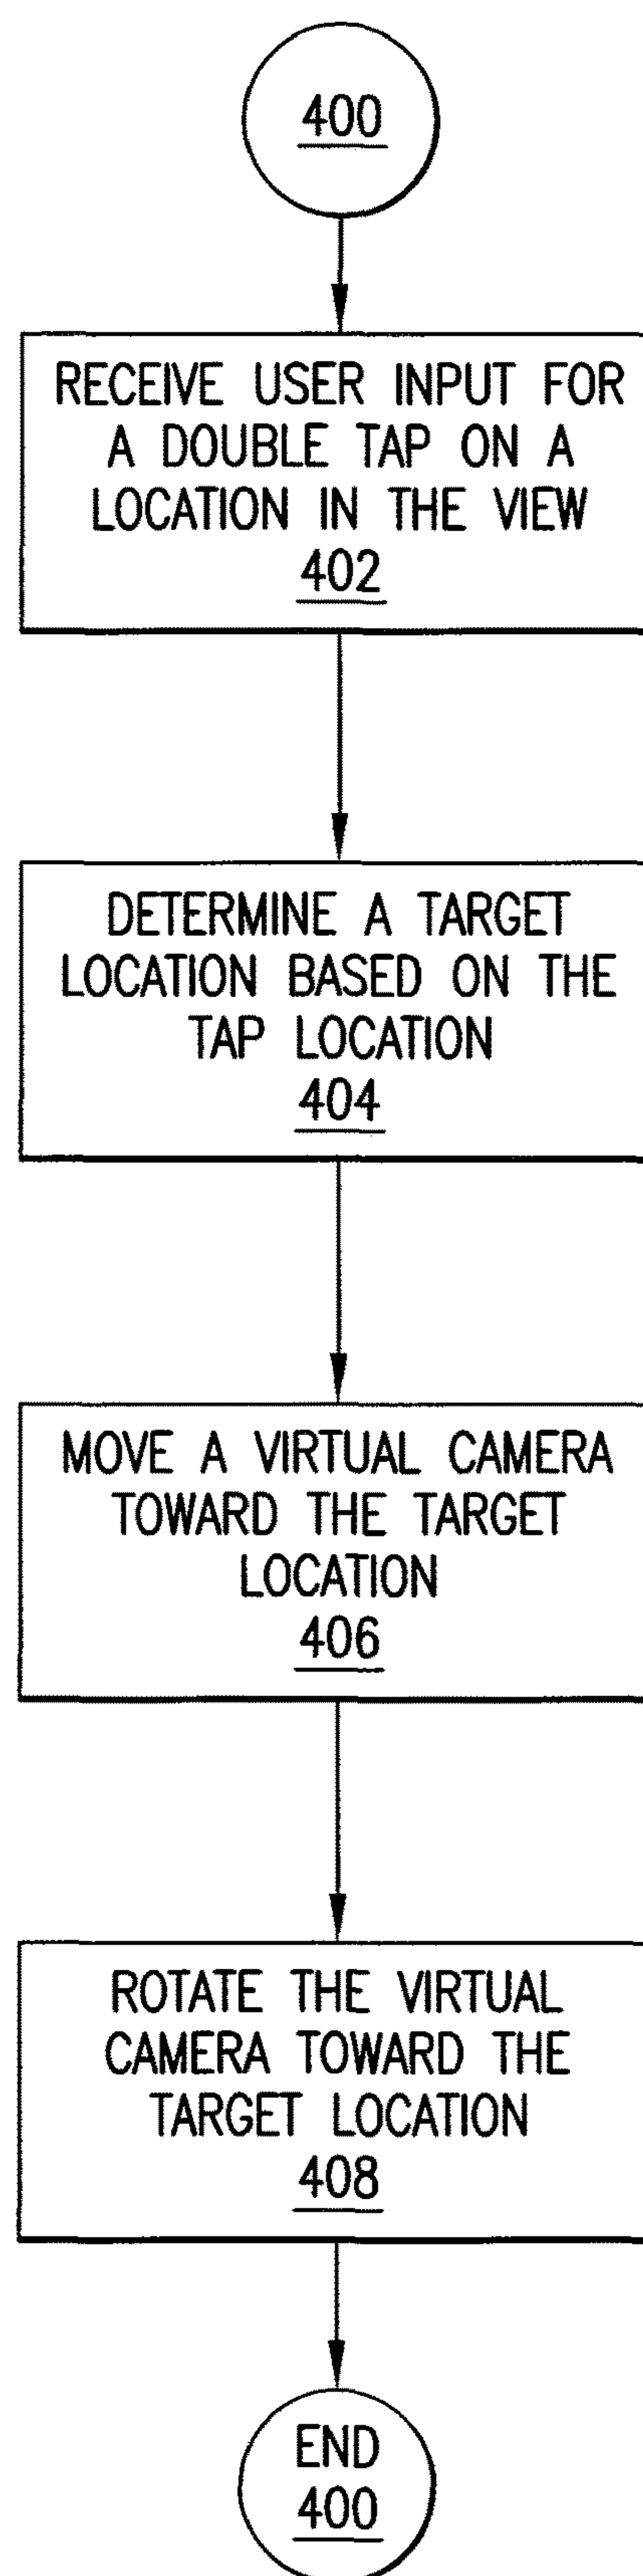 400
RECEIVE USER INPUT FOR
A DOUBLE TAP ON A
LOCATION IN THE VIEW
402
DETERMINE A TARGET
LOCATION BASED ON THE
TAP LOCATION
404
MOVE A VIRTUAL CAMERA
TOWARD THE TARGET
LOCATION
406
ROTATE THE VIRTUAL
CAMERA TOWARD THE
TARGET LOCATION
408
END
400